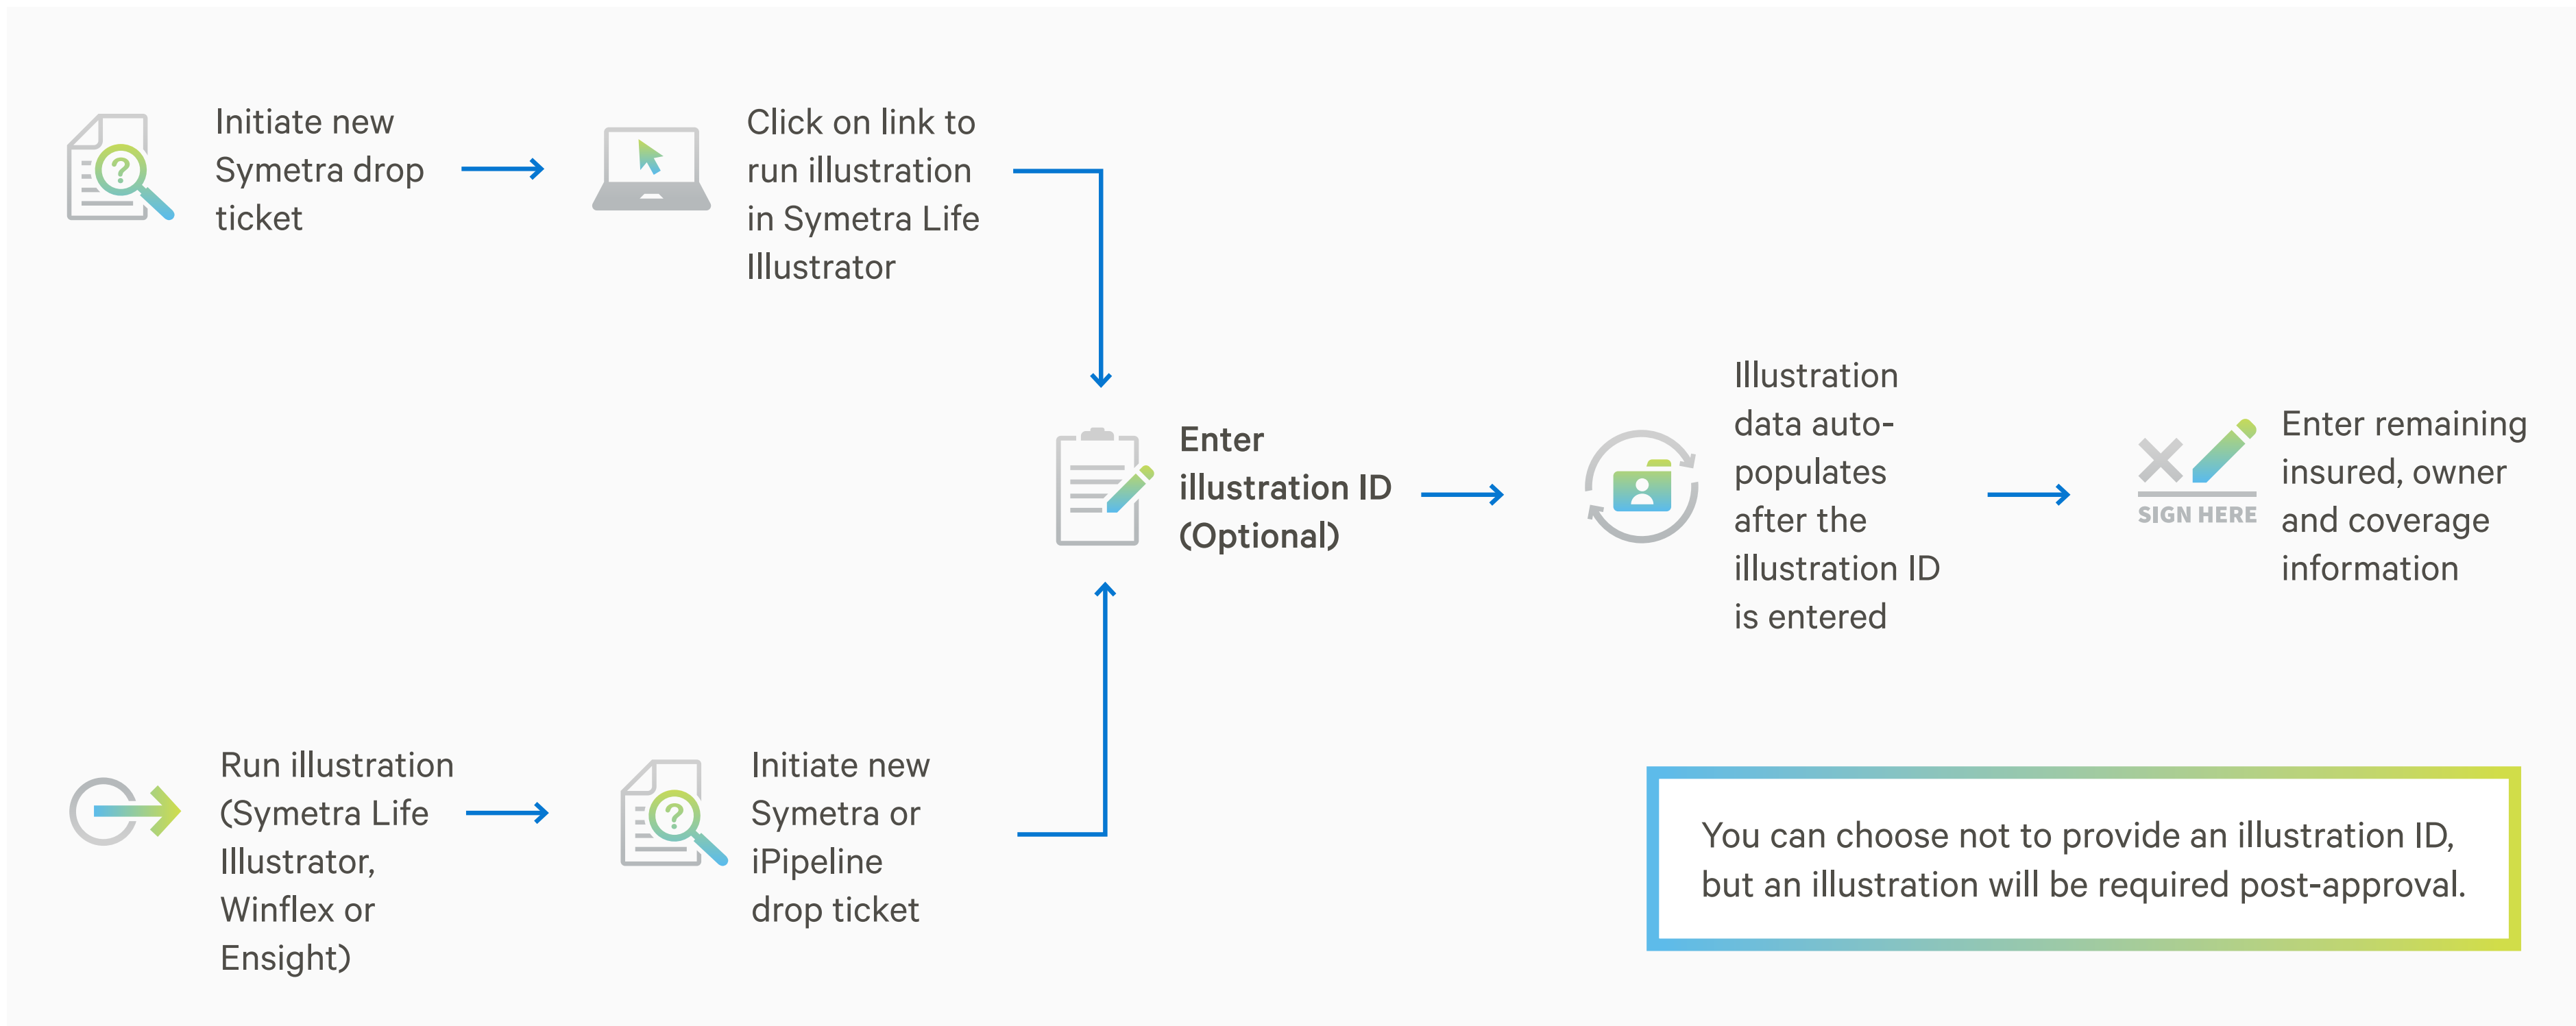 Initiate new
Symetra drop
ticket
Click on link to
run illustration
in Symetra Life
Illustrator
Enter
illustration ID
(Optional)
Illustration
data auto-
populates
after the
illustration ID
is entered
SIGN HERE
Enter remaining
insured, owner
and coverage
information
Run illustration
(Symetra Life
Illustrator,
Winflex or
Ensight)
Initiate new
Symetra or
iPipeline
drop ticket
You can choose not to provide an illustration ID,
but an illustration will be required post-approval.